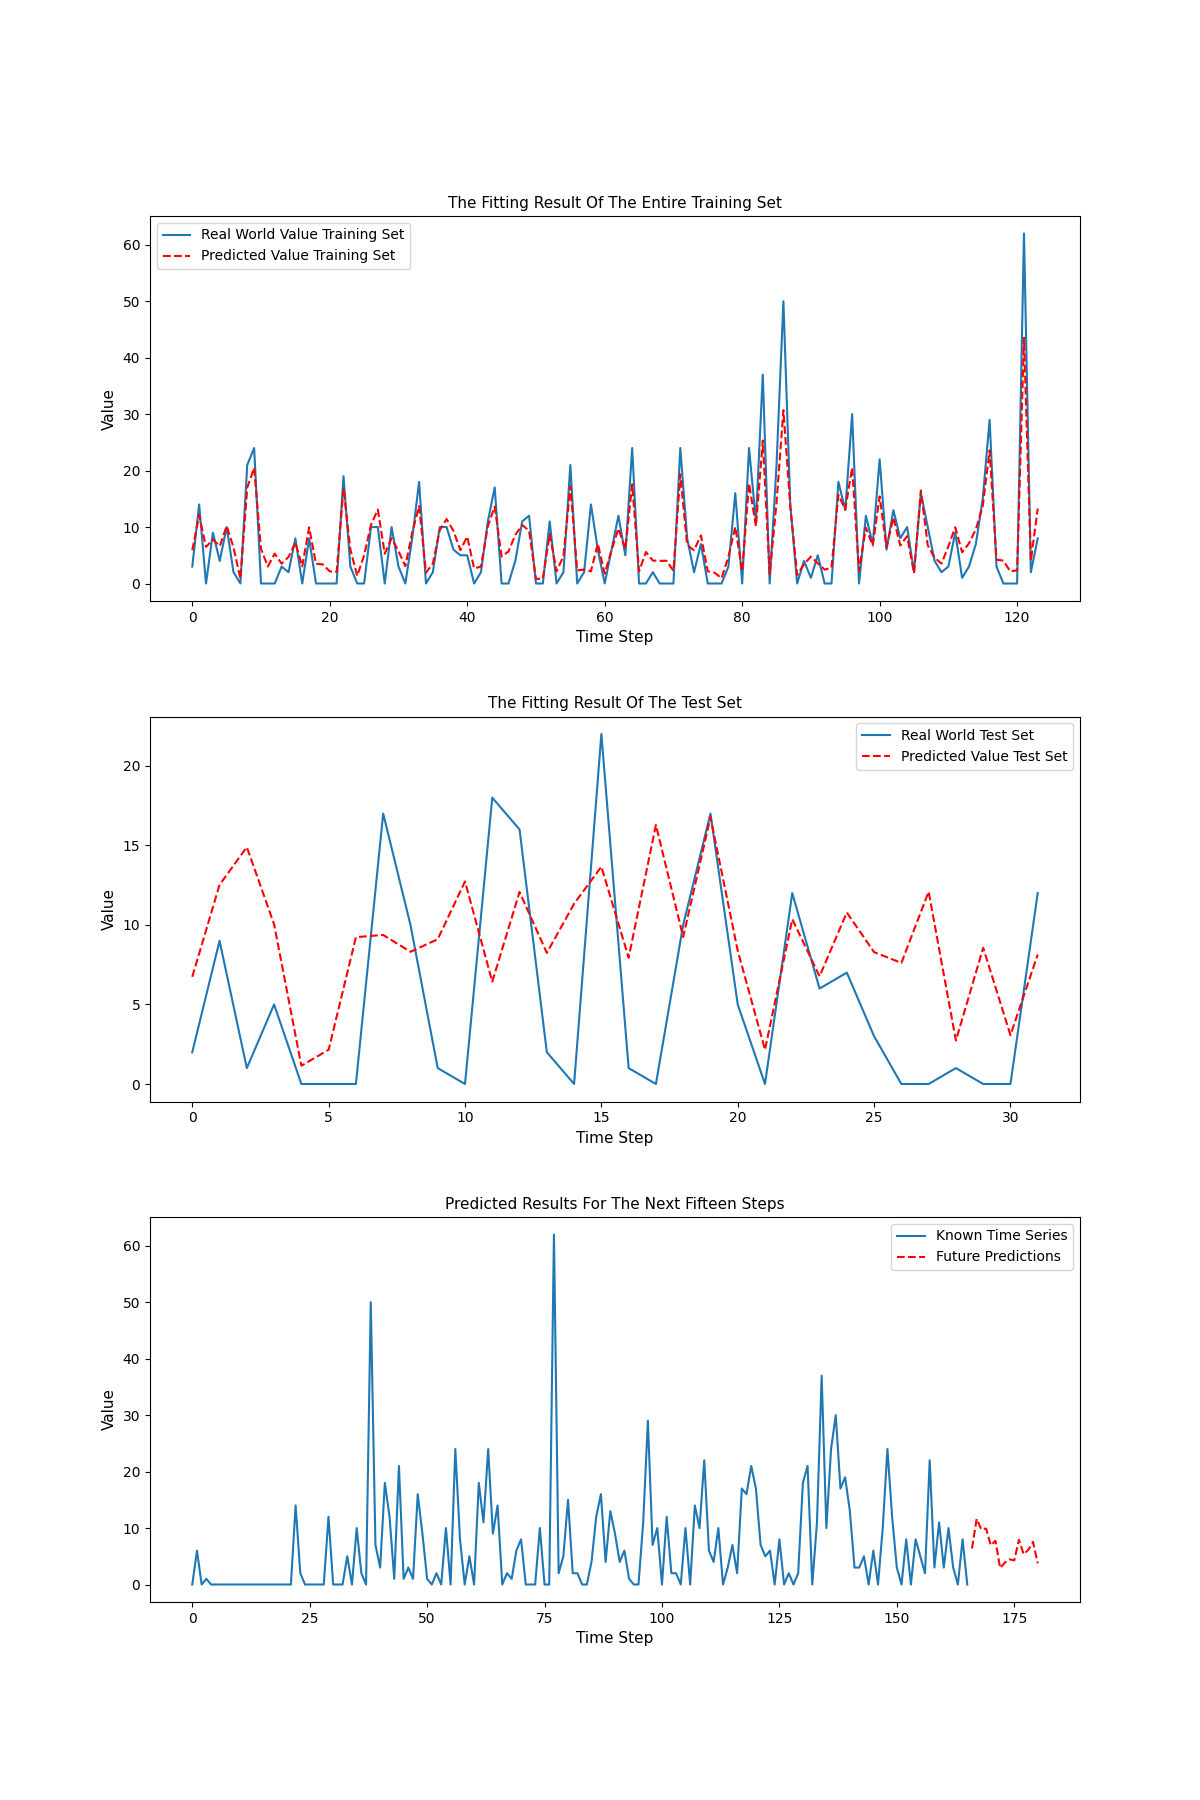 The Fitting Result Of The Entire Training Set
Real World Value Training Set
Predicted Value Training Set
Value
60
50
40
30
20
10
0
0 20 40 60 80 100 120
Time Step
The Fitting Result Of The Test Set
Real World Test Set
Predicted Value Test Set
Value
20
15
10
5
0
0 5 10 15 20 25 30
Time Step
Predicted Results For The Next Fifteen Steps
Known Time Series
Future Predictions
Value
60
50
40
30
20
10
0
0 25 50 75 100 125 150 175
Time Step